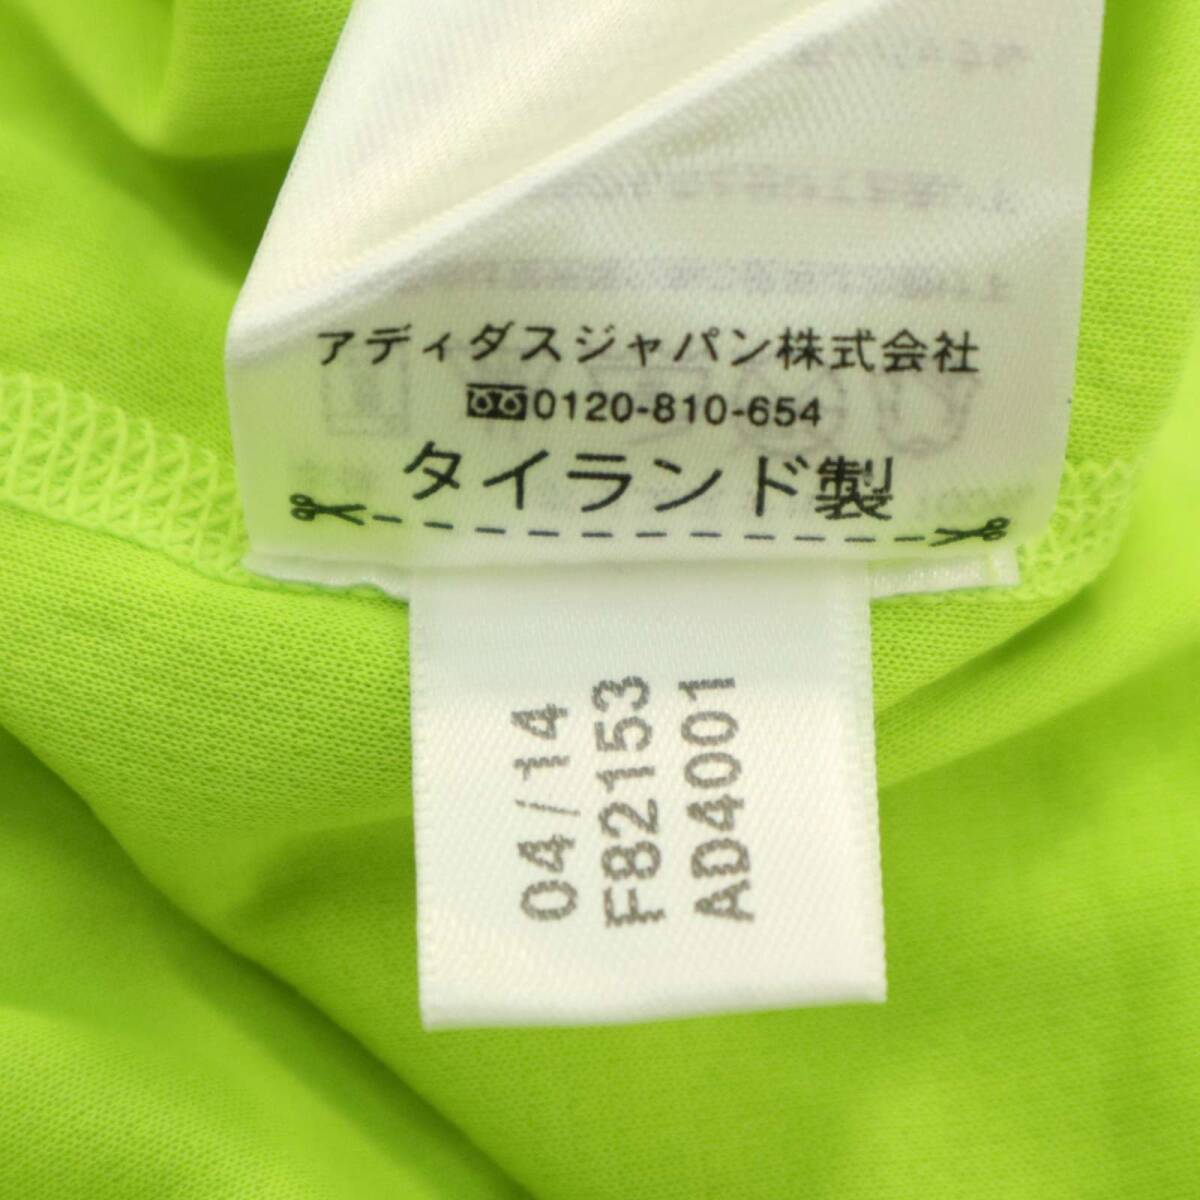 アディダスジャパン株式会社
0120-810-654
タイランド製
04/14
F82153
AD4001